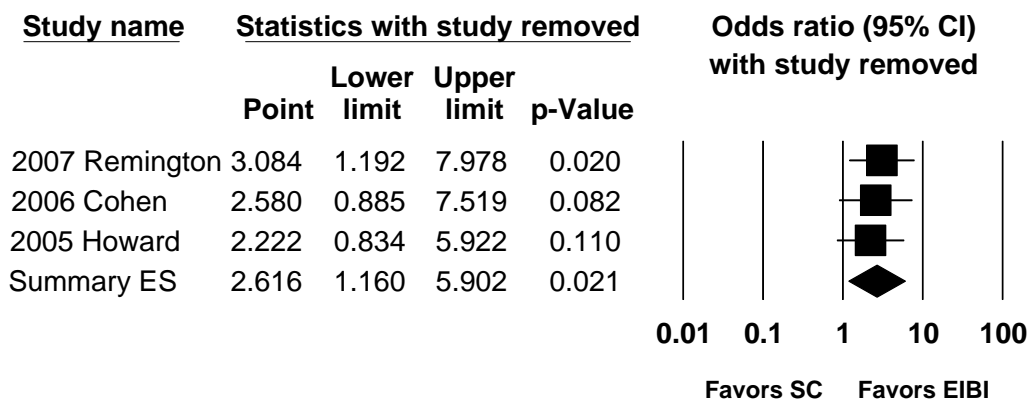 Study name Statistics with study removed Odds ratio (95% CI)
with study removed
Lower Upper
Point limit limit p-Value
2007 Remington 3.084 1.192 7.978 0.020
2006 Cohen 2.580 0.885 7.519 0.082
2005 Howard 2.222 0.834 5.922 0.110
Summary ES 2.616 1.160 5.902 0.021
0.01 0.1 1 10 100
Favors SC Favors EIBI